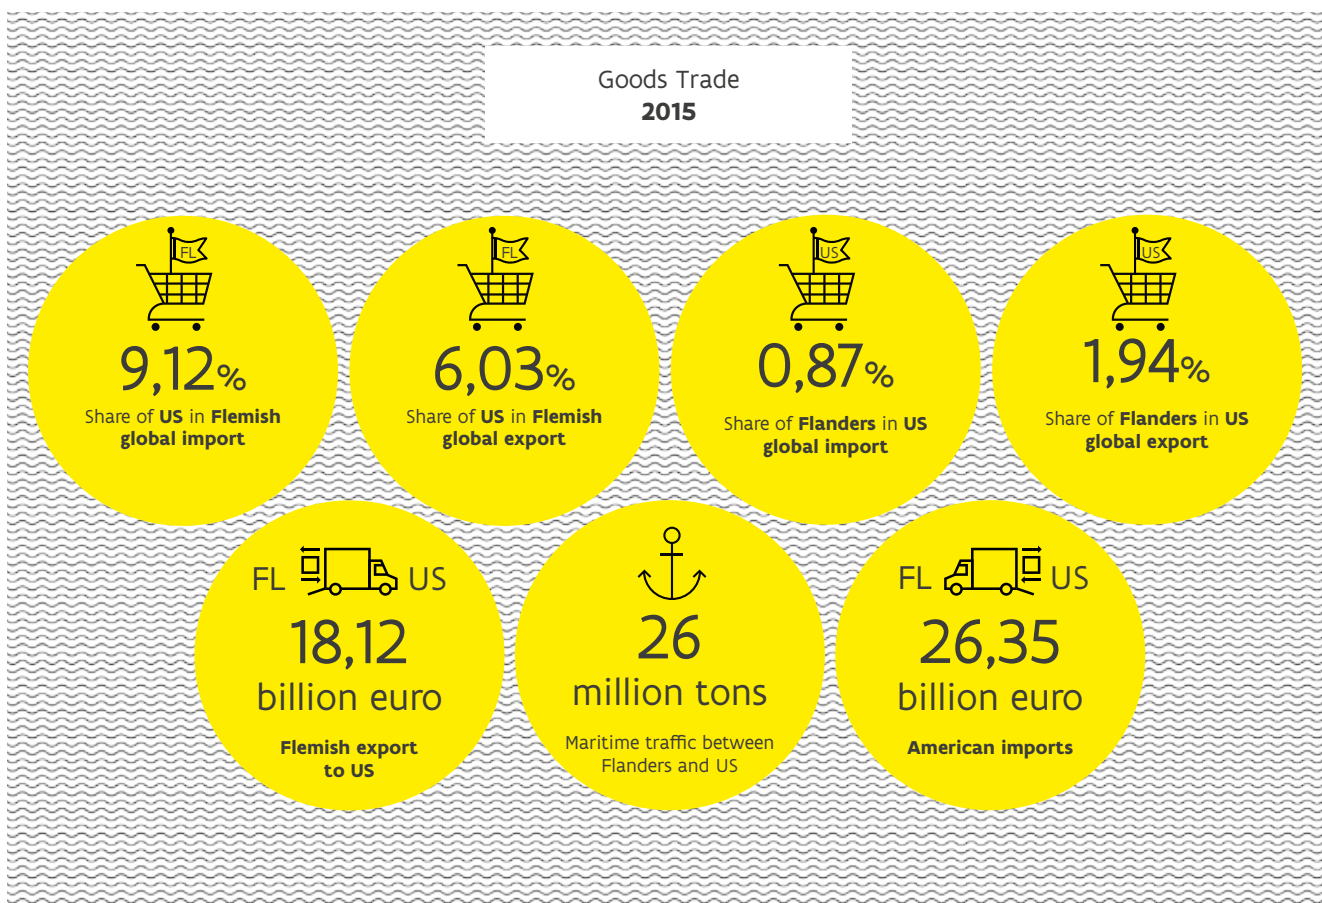 Goods Trade
2015
FL
9,12%
Share of US in Flemish
global import
FL
6,03%
Share of US in Flemish
global export
US
0,87%
Share of Flanders in US
global import
US
1,94%
Share of Flanders in US
global export
FL US
18,12
billion euro
Flemish export
to US
26
million tons
Maritime traffic between
Flanders and US
FL US
26,35
billion euro
American imports